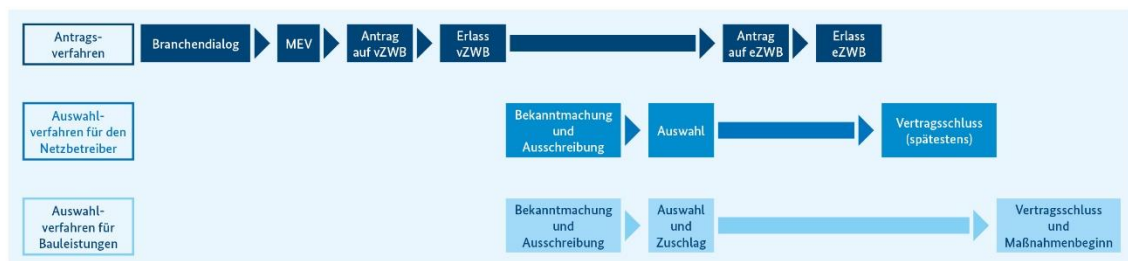 Antrags-
verfahren
Branchendialog
MEV
Antrag
auf vZWB
Erlass
vZWB
Antrag
auf eZWB
Erlass
eZWB
Auswahl-
verfahren für den
Netzbetreiber
Bekanntmachung
und
Ausschreibung
Auswahl
Vertragsschluss
(spätestens)
Auswahl-
verfahren für
Bauleistungen
Bekanntmachung
und
Ausschreibung
Auswahl
und
Zuschlag
Vertragsschluss
und
Maßnahmenbeginn